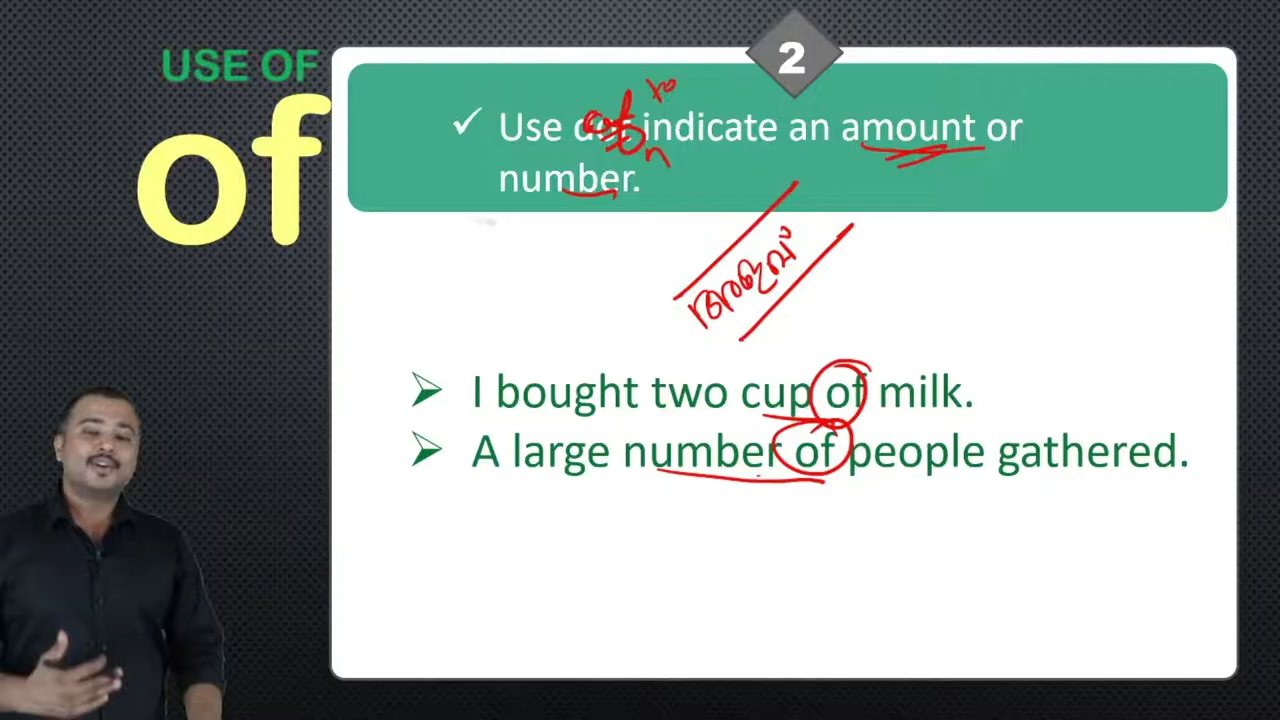 USE OF
of
2
✓ Use of to indicate an amount or
number.
അളവ്
➢ I bought two cup of milk.
➢ A large number of people gathered.